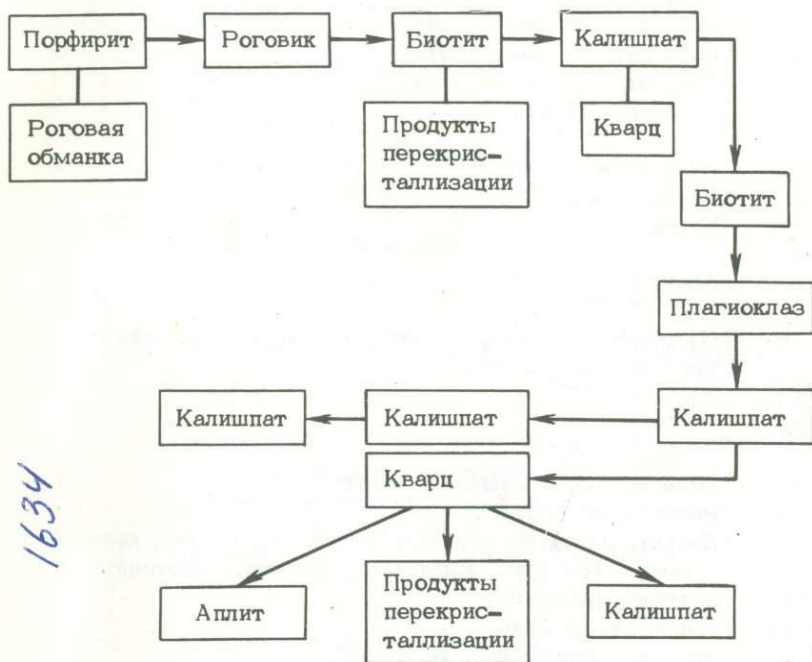 Порфирит
Роговик
Биотит
Калишпат
Роговая
обманка
Продукты
перекрис-
таллизации
Кварц
Биотит
Плагиоклаз
Калишпат
Калишпат
Калишпат
Кварц
1634
Аплит
Продукты
перекрис-
таллизации
Калишпат